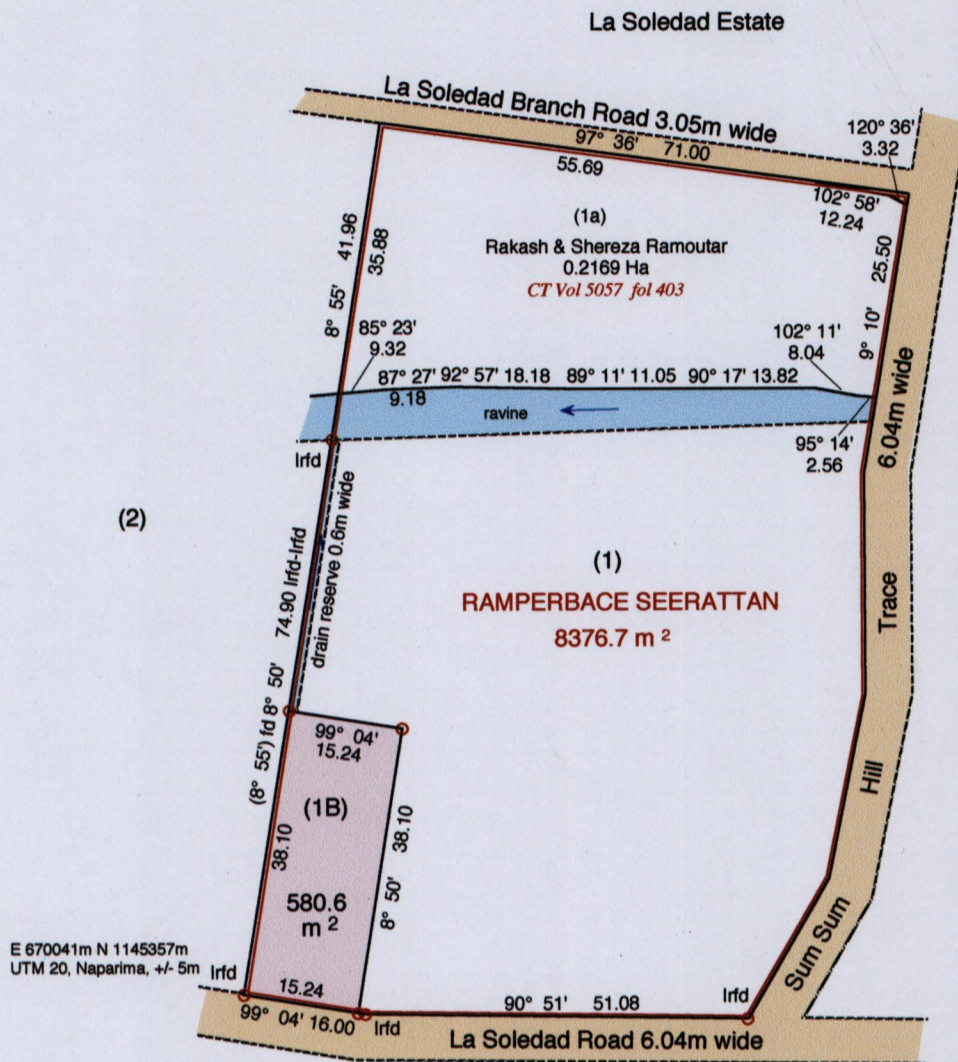 La Soledad Estate
La Soledad Branch Road 3.05m wide
97° 36' 71.00
55.69
120° 36'
3.32
102° 58'
12.24
(1a)
Rakash & Shereza Ramoutar
0.2169 Ha
CT Vol 5057 fol 403
8° 55' 41.96
35.88
9° 10' 25.50
85° 23'
9.32
102° 11'
8.04
87° 27' 92° 57' 18.18 89° 11' 11.05 90° 17' 13.82
9.18
ravine
95° 14'
2.56
6.04m wide
Irfd
(2)
drain reserve 0.6m wide
(8° 55') fd 8° 50' 74.90 Irfd-Irfd
(1)
RAMPERBACE SEERATTAN
8376.7 m 2
Trace
Hill
Sum Sum
99° 04'
15.24
(1B)
38.10
8° 50' 38.10
580.6
m 2
E 670041m N 1145357m
UTM 20, Naparima, +/- 5m
Irfd
15.24
99° 04' 16.00
Irfd
90° 51' 51.08
Irfd
La Soledad Road 6.04m wide